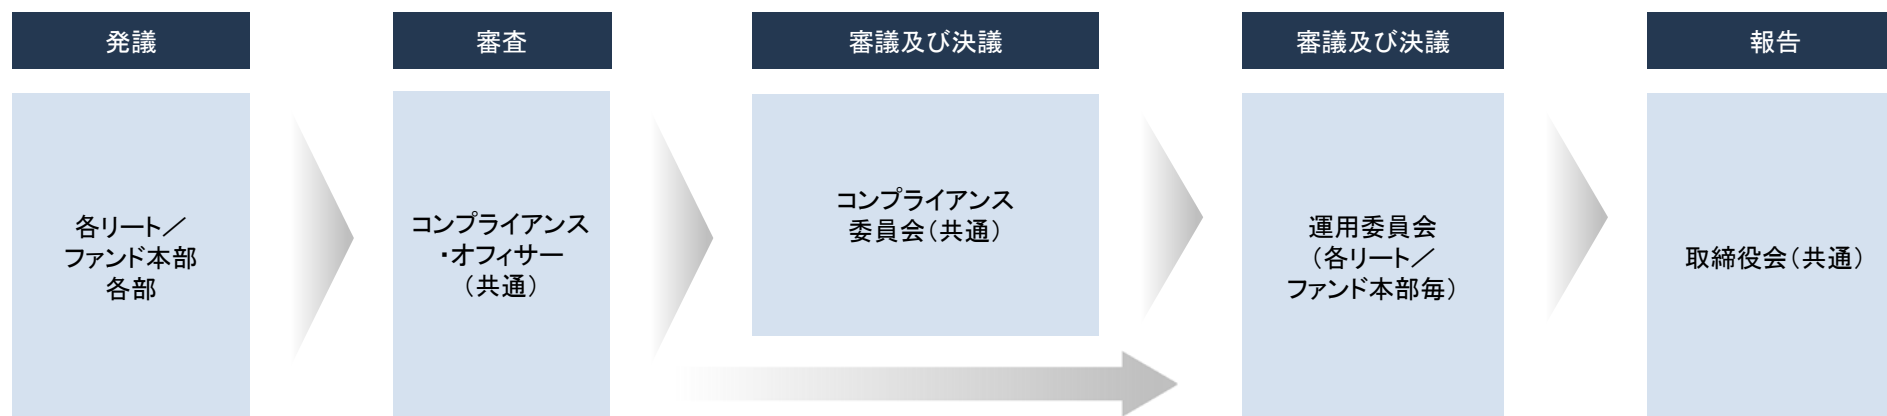 発議
審査
審議及び決議
審議及び決議
報告
各リート／
ファンド本部
各部
コンプライアンス
・オフィサー
（共通）
コンプライアンス
委員会（共通）
運用委員会
（各リート／
ファンド本部毎）
取締役会（共通）